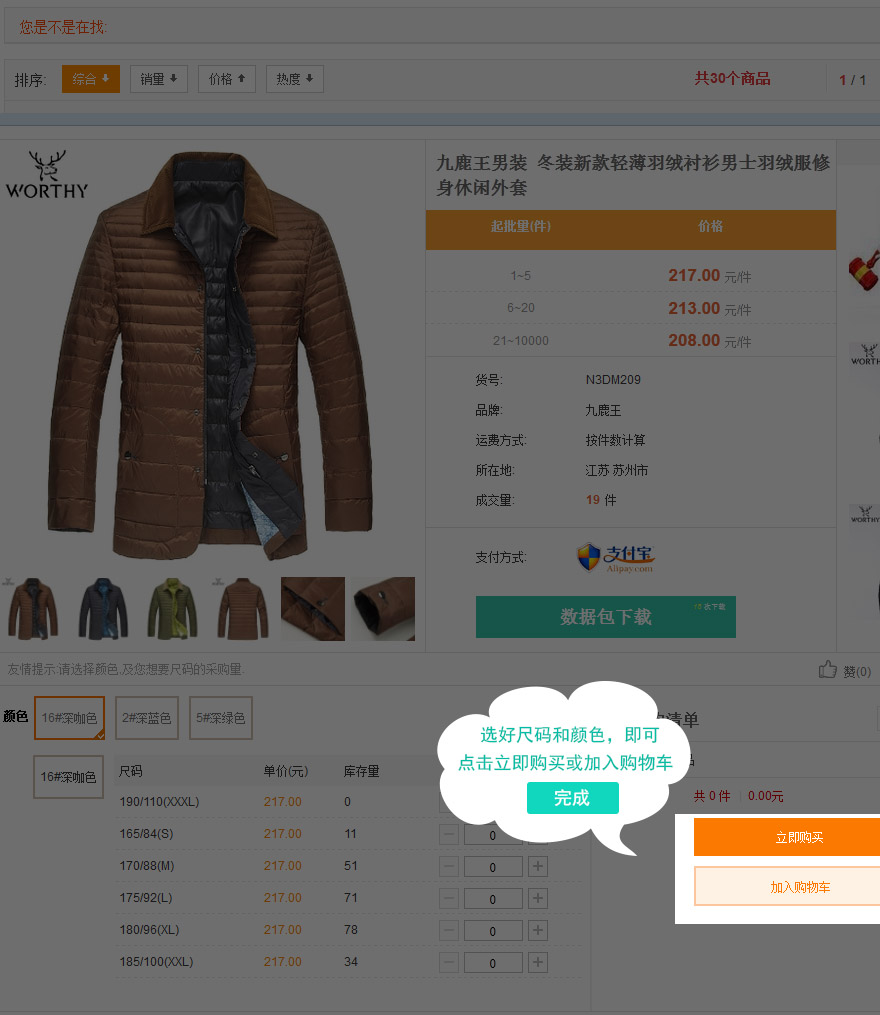 您是不是在找:
排序: 综合 销量 价格 热度 共30个商品 1 / 1
WORTHY
九鹿王男装 冬装新款轻薄羽绒衬衫男士羽绒服修
身休闲外套
起批量(件) 价格
1~5 217.00 元/件
6~20 213.00 元/件
21~10000 208.00 元/件
货号: N3DM209
品牌: 九鹿王
运费方式: 按件数计算
所在地: 江苏 苏州市
成交量: 19 件
支付方式: 支付宝
Alipay.com
数据包下载
友情提示:请选择颜色,及您想要尺码的采购量.
赞(0)
颜色 16#深咖色 2#深蓝色 5#深绿色
清单
选好尺码和颜色，即可
点击立即购买或加入购物车
完成
16#深咖色 尺码 单价(元) 库存量
190/110(XXXL) 217.00 0
165/84(S) 217.00 11 0
170/88(M) 217.00 51 0
175/92(L) 217.00 71 0
180/96(XL) 217.00 78 0
185/100(XXL) 217.00 34 0
共 0 件 0.00元
立即购买
加入购物车